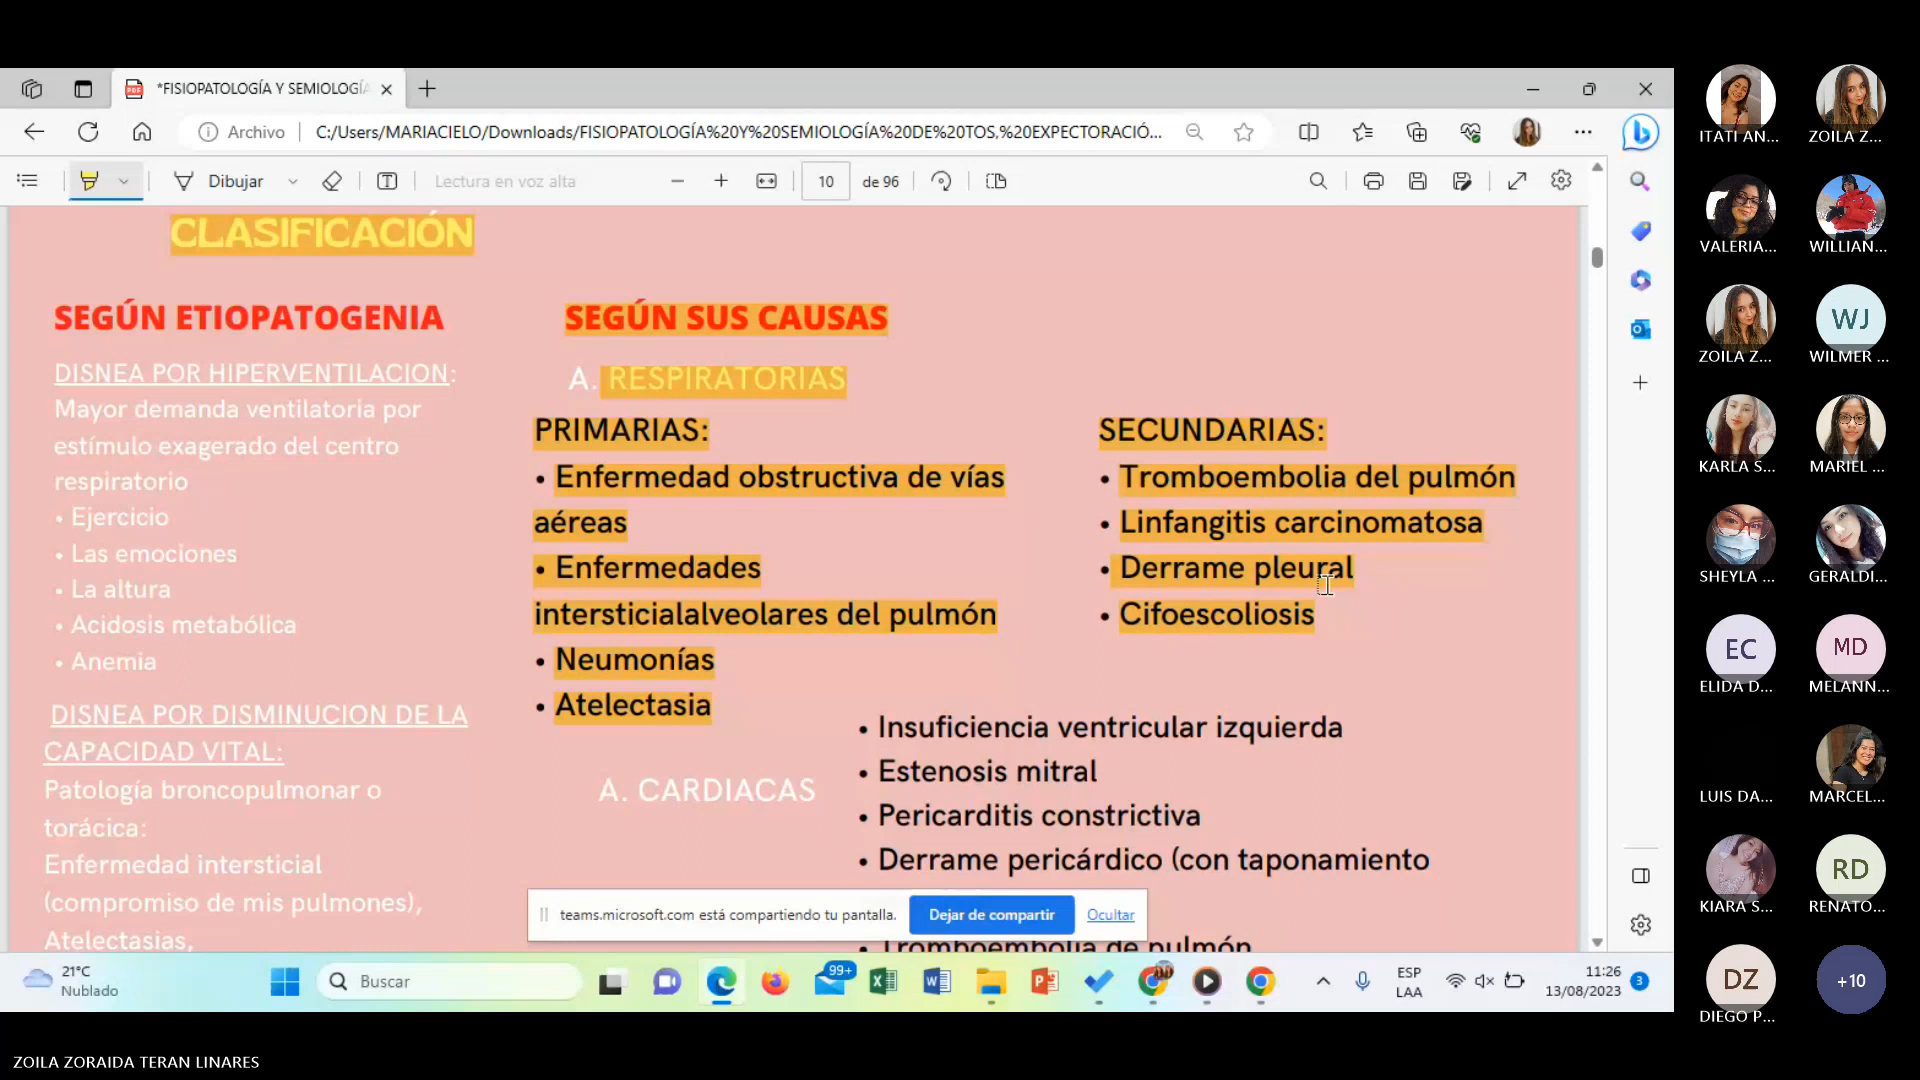 *FISIOPATOLOGÍA Y SEMIOLOGÍA
Archivo
C:/Users/MARIACIELO/Downloads/FISIOPATOLOGÍA%20Y%20SEMIOLOGÍA%20DE%20TOS,%20EXPECTORACIÓ...
Dibujar
Lectura en voz alta
10
de 96
CLASIFICACIÓN
SEGÚN ETIOPATOGENIA
DISNEA POR HIPERVENTILACION:
Mayor demanda ventilatoria por
estímulo exagerado del centro
respiratorio
• Ejercicio
• Las emociones
• La altura
• Acidosis metabólica
• Anemia
DISNEA POR DISMINUCION DE LA
CAPACIDAD VITAL:
Patología broncopulmonar o
torácica:
Enfermedad intersticial
(compromiso de mis pulmones),
Atelectasias,
SEGÚN SUS CAUSAS
A. RESPIRATORIAS
PRIMARIAS:
• Enfermedad obstructiva de vías
aéreas
• Enfermedades
intersticialalveolares del pulmón
• Neumonías
• Atelectasia
SECUNDARIAS:
• Tromboembolia del pulmón
• Linfangitis carcinomatosa
• Derrame pleural
• Cifoescoliosis
A. CARDIACAS
• Insuficiencia ventricular izquierda
• Estenosis mitral
• Pericarditis constrictiva
• Derrame pericárdico (con taponamiento
Tromboembolia de pulmón
teams.microsoft.com está compartiendo tu pantalla.
Dejar de compartir
Ocultar
21°C
Nublado
Buscar
99+
ESP
LAA
11:26
13/08/2023
3
ITATI AN...
ZOILA Z...
VALERIA...
WILLIAN...
ZOILA Z...
WJ
WILMER ...
KARLA S...
MARIEL ...
SHEYLA ...
GERALDI...
EC
ELIDA D...
MD
MELANN...
LUIS DA...
MARCEL...
KIARA S...
RD
RENATO...
DZ
DIEGO P...
+10
ZOILA ZORAIDA TERAN LINARES